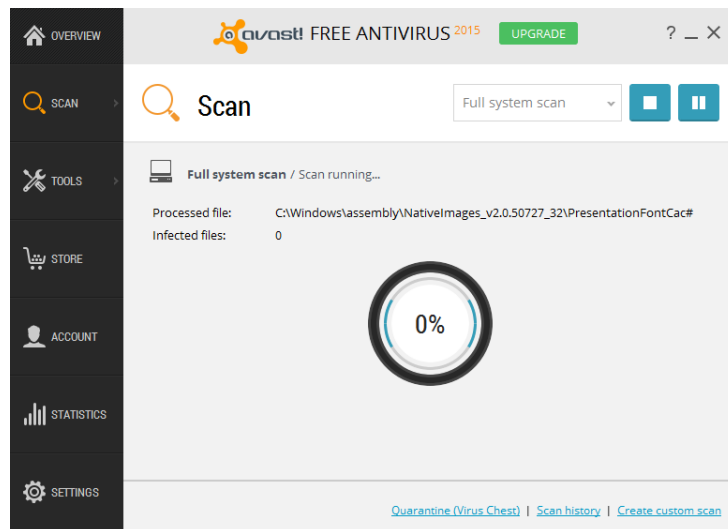 OVERVIEW
avast! FREE ANTIVIRUS 2015 UPGRADE ?
SCAN
Scan
Full system scan
TOOLS
Full system scan / Scan running...
Processed file: C:\Windows\assembly\NativeImages_v2.0.50727_32\PresentationFontCac#
Infected files: 0
STORE
0%
ACCOUNT
STATISTICS
SETTINGS
Quarantine (Virus Chest) | Scan history | Create custom scan